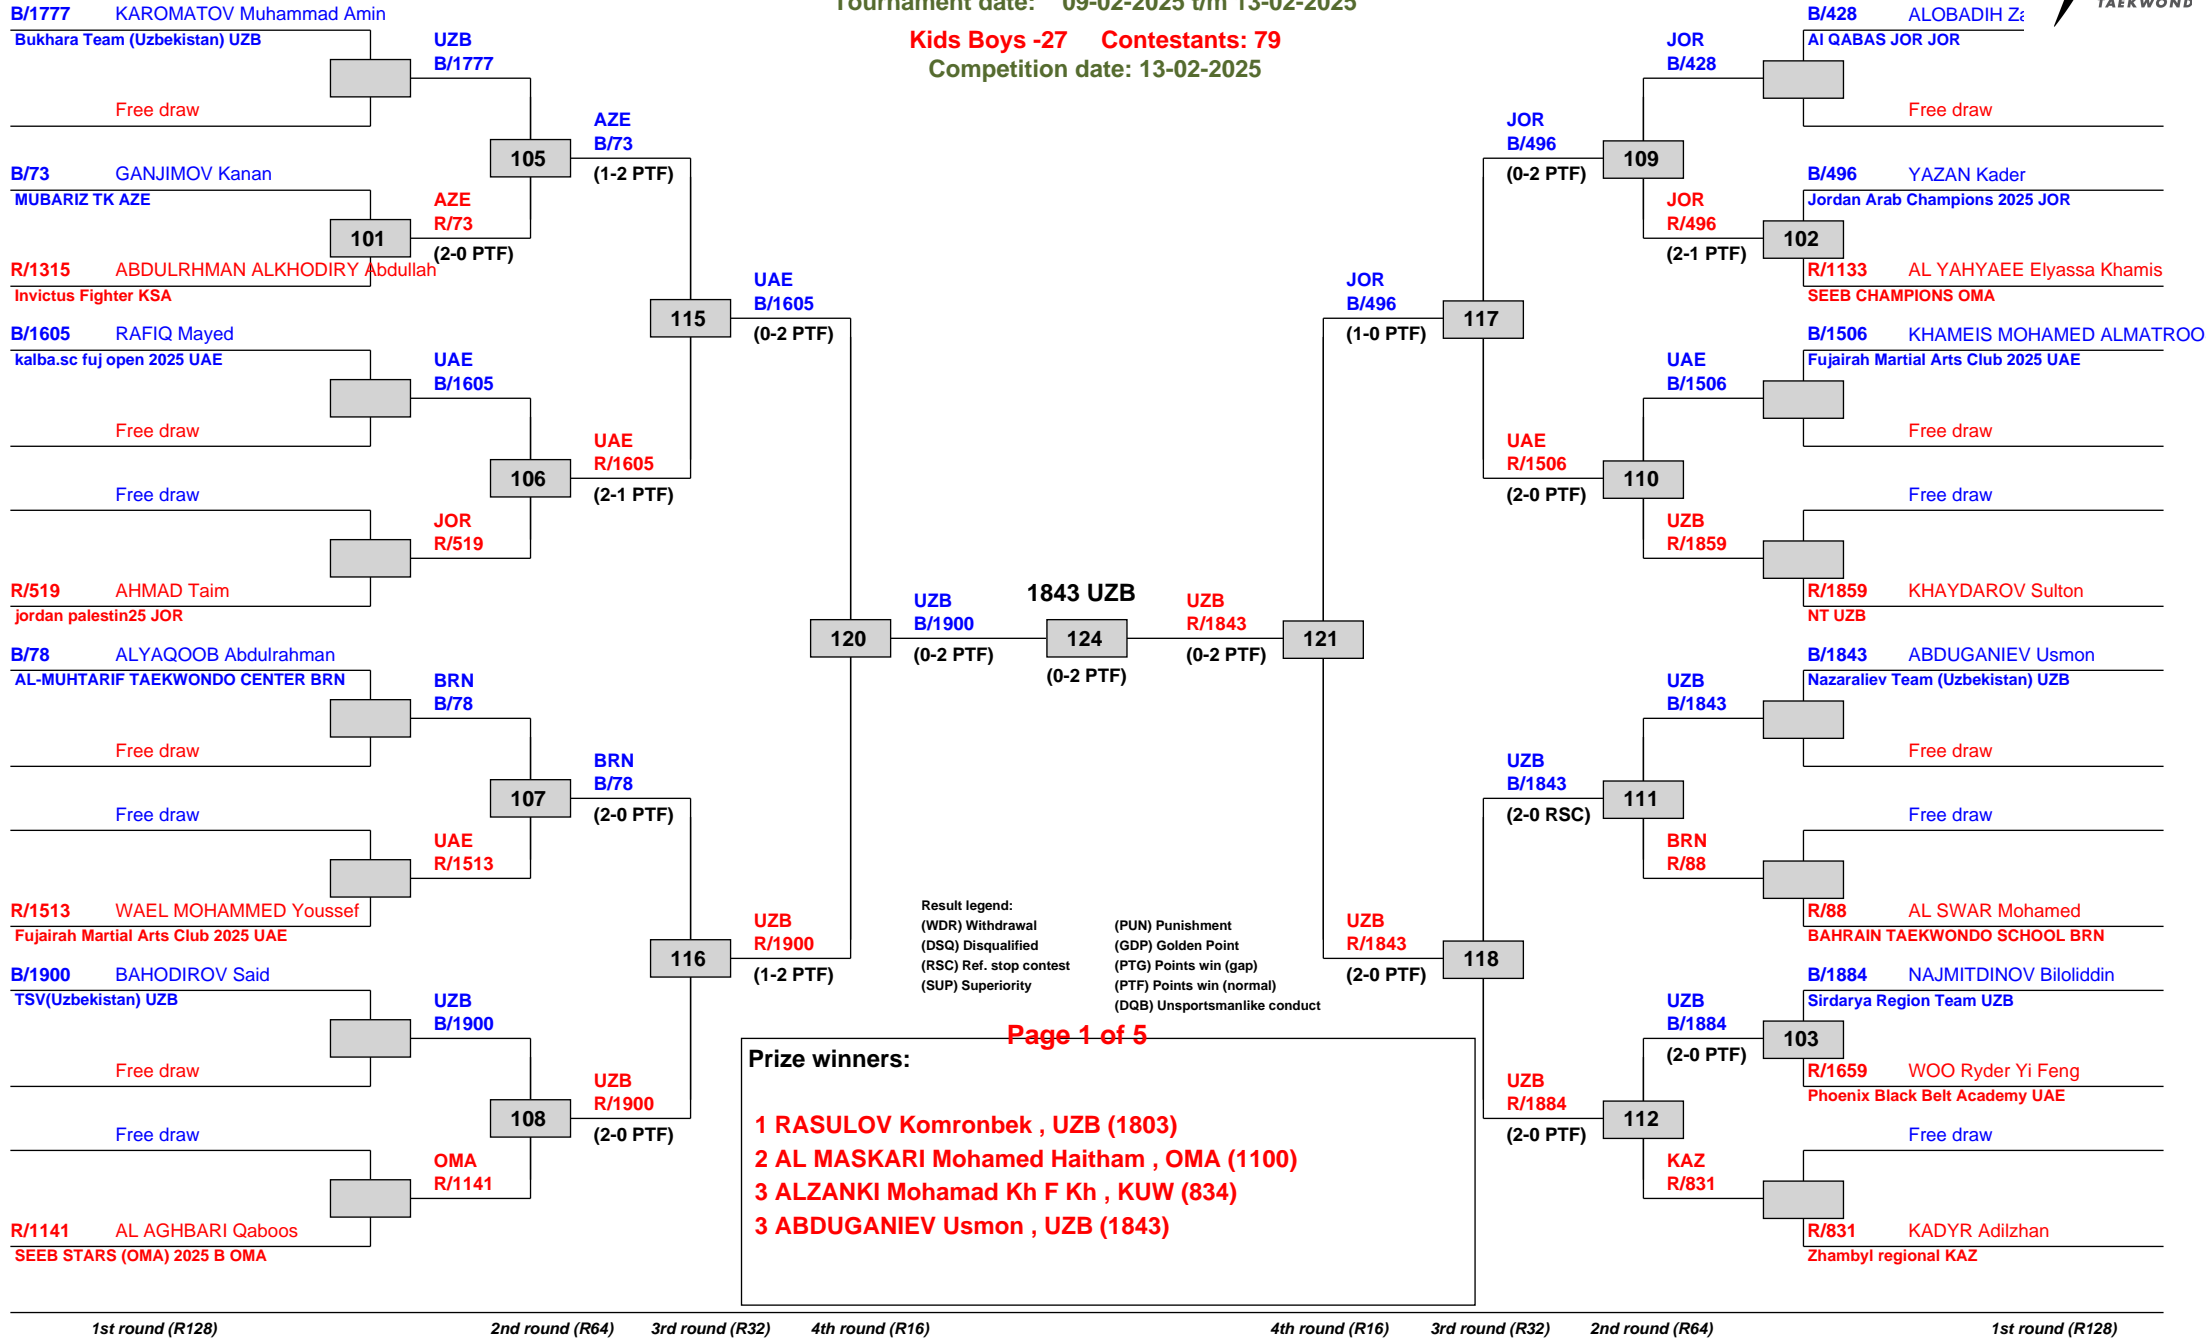 Tournament date: 09-02-2025 t/m 13-02-2025
Kids Boys -27 Contestants: 79
Competition date: 13-02-2025
TAEKWOND
B/1777 KAROMATOV Muhammad Amin
Bukhara Team (Uzbekistan) UZB
Free draw
B/73 GANJIMOV Kanan
MUBARIZ TK AZE
101
R/1315 ABDULRHMAN ALKHODIRY Abdullah
Invictus Fighter KSA
B/1605 RAFIQ Mayed
kalba.sc fuj open 2025 UAE
Free draw
Free draw
R/519 AHMAD Taim
jordan palestin25 JOR
B/78 ALYAQOOB Abdulrahman
AL-MUHTARIF TAEKWONDO CENTER BRN
Free draw
Free draw
R/1513 WAEL MOHAMMED Youssef
Fujairah Martial Arts Club 2025 UAE
B/1900 BAHODIROV Said
TSV(Uzbekistan) UZB
Free draw
Free draw
R/1141 AL AGHBARI Qaboos
SEEB STARS (OMA) 2025 B OMA
UZB
B/1777
105
AZE
R/73
(2-0 PTF)
UAE
B/1605
106
JOR
R/519
BRN
B/78
107
UAE
R/1513
UZB
B/1900
108
OMA
R/1141
AZE
B/73
(1-2 PTF)
115
UAE
R/1605
(2-1 PTF)
BRN
B/78
(2-0 PTF)
116
UZB
R/1900
(2-0 PTF)
UAE
B/1605
(0-2 PTF)
120
UZB
R/1900
(1-2 PTF)
UZB
B/1900
(0-2 PTF)
1843 UZB
124
(0-2 PTF)
UZB
R/1843
(0-2 PTF)
121
JOR
B/496
(1-0 PTF)
117
UZB
R/1843
(2-0 PTF)
118
JOR
B/496
(0-2 PTF)
109
UAE
R/1506
(2-0 PTF)
110
UZB
B/1843
(2-0 RSC)
111
UZB
R/1884
(2-0 PTF)
112
JOR
B/428
JOR
R/496
(2-1 PTF)
102
UAE
B/1506
UZB
R/1859
UZB
B/1843
BRN
R/88
UZB
B/1884
(2-0 PTF)
103
KAZ
R/831
B/428 ALOBADIH
Al QABAS JOR JOR
Free draw
B/496 YAZAN Kader
Jordan Arab Champions 2025 JOR
R/1133 AL YAHYAEE Elyassa Khamis
SEEB CHAMPIONS OMA
B/1506 KHAMEIS MOHAMED ALMATROO
Fujairah Martial Arts Club 2025 UAE
Free draw
Free draw
R/1859 KHAYDAROV Sulton
NT UZB
B/1843 ABDUGANIEV Usmon
Nazaraliev Team (Uzbekistan) UZB
Free draw
Free draw
R/88 AL SWAR Mohamed
BAHRAIN TAEKWONDO SCHOOL BRN
B/1884 NAJMITDINOV Biloliddin
Sirdarya Region Team UZB
R/1659 WOO Ryder Yi Feng
Phoenix Black Belt Academy UAE
Free draw
R/831 KADYR Adilzhan
Zhambyl regional KAZ
Result legend:
(WDR) Withdrawal (PUN) Punishment
(DSQ) Disqualified (GDP) Golden Point
(RSC) Ref. stop contest (PTG) Points win (gap)
(SUP) Superiority (PTF) Points win (normal)
(DQB) Unsportsmanlike conduct
Page 1 of 5
Prize winners:
1 RASULOV Komronbek , UZB (1803)
2 AL MASKARI Mohamed Haitham , OMA (1100)
3 ALZANKI Mohamad Kh F Kh , KUW (834)
3 ABDUGANIEV Usmon , UZB (1843)
1st round (R128) 2nd round (R64) 3rd round (R32) 4th round (R16) 4th round (R16) 3rd round (R32) 2nd round (R64) 1st round (R128)